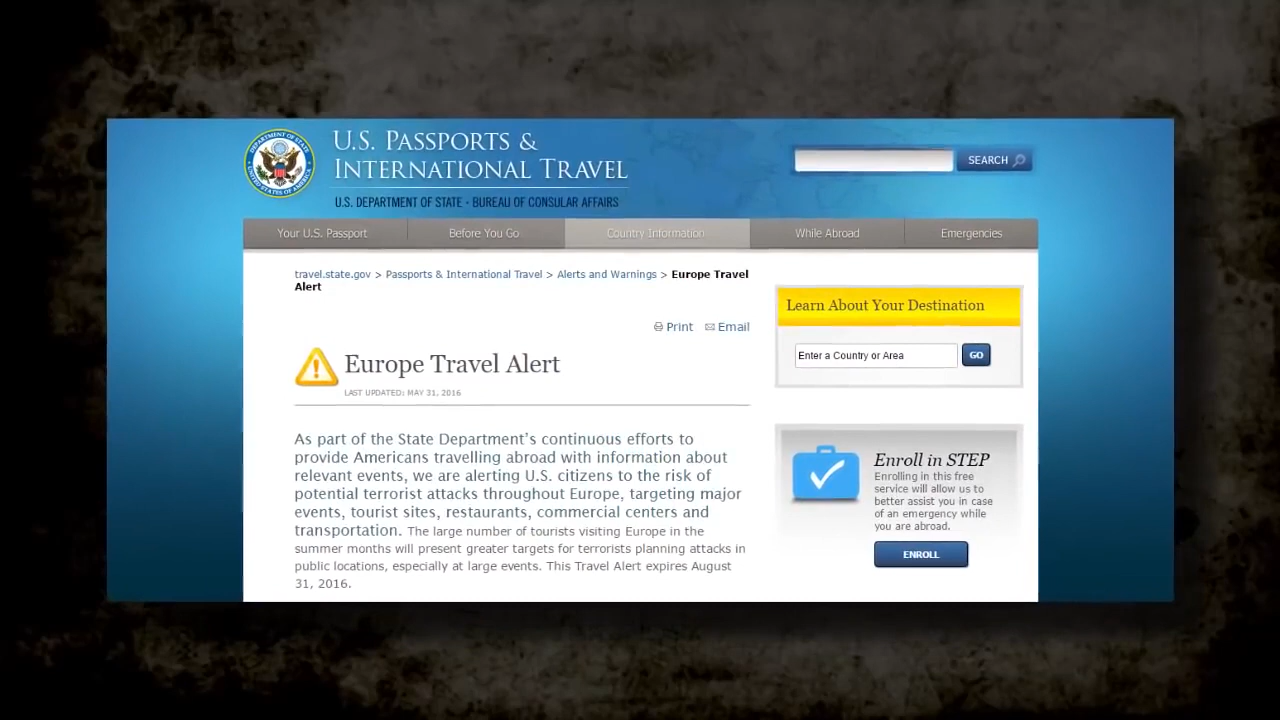 U.S. PASSPORTS &
INTERNATIONAL TRAVEL
U.S. DEPARTMENT OF STATE • BUREAU OF CONSULAR AFFAIRS
DEPARTMENT OF STATE
UNITED STATES OF AMERICA
SEARCH
Your U.S. Passport
Before You Go
Country Information
While Abroad
Emergencies
travel.state.gov > Passports & International Travel > Alerts and Warnings > Europe Travel
Alert
Print
Email
Europe Travel Alert
LAST UPDATED: MAY 31, 2016
As part of the State Department's continuous efforts to
provide Americans travelling abroad with information about
relevant events, we are alerting U.S. citizens to the risk of
potential terrorist attacks throughout Europe, targeting major
events, tourist sites, restaurants, commercial centers and
transportation. The large number of tourists visiting Europe in the
summer months will present greater targets for terrorists planning attacks in
public locations, especially at large events. This Travel Alert expires August
31, 2016.
Learn About Your Destination
Enter a Country or Area
GO
Enroll in STEP
Enrolling in this free
service will allow us to
better assist you in case
of an emergency while
you are abroad.
ENROLL